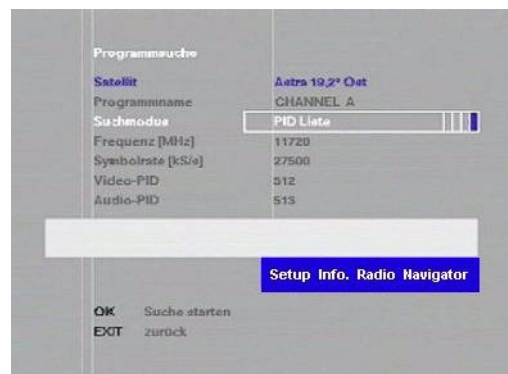 Programmsuche
Satellit Astra 19,2° Ost
Programmname CHANNEL A
Suchmodus PID Liste
Frequenz [MHz] 11720
Symbolrate [kS/s] 27500
Video-PID 512
Audio-PID 513
Setup Info. Radio Navigator
OK Suche starten
EXIT zurück